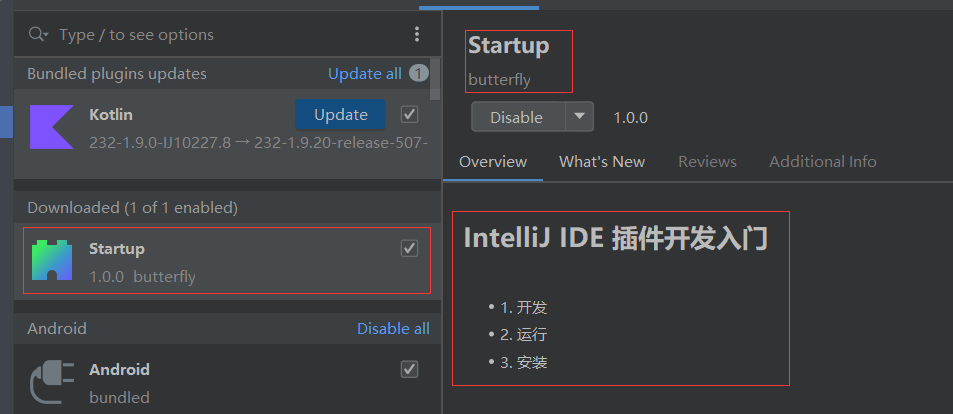 Type / to see options
Bundled plugins updates Update all 1
Kotlin Update
232-1.9.0-IJ10227.8 → 232-1.9.20-release-507-
Downloaded (1 of 1 enabled)
Startup
1.0.0 butterfly
Android Disable all
Android
bundled
Startup
butterfly
Disable 1.0.0
Overview What's New Reviews Additional Info
IntelliJ IDE 插件开发入门
• 1. 开发
• 2. 运行
• 3. 安装